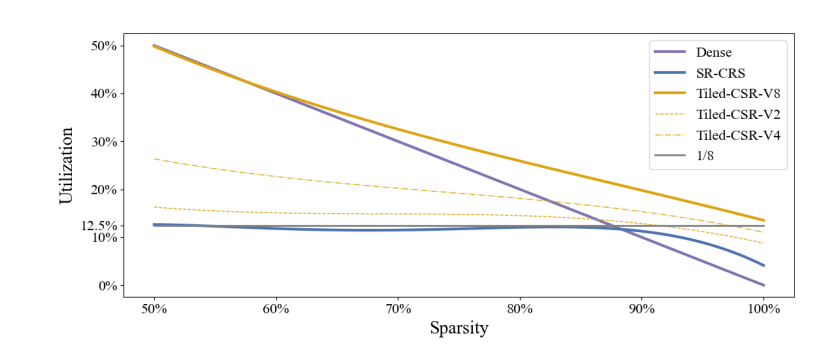 50%
40%
30%
20%
12.5%
10%
0%
Utilization
50%
60%
70%
80%
90%
100%
Sparsity
Dense
SR-CRS
Tiled-CSR-V8
Tiled-CSR-V2
Tiled-CSR-V4
1/8